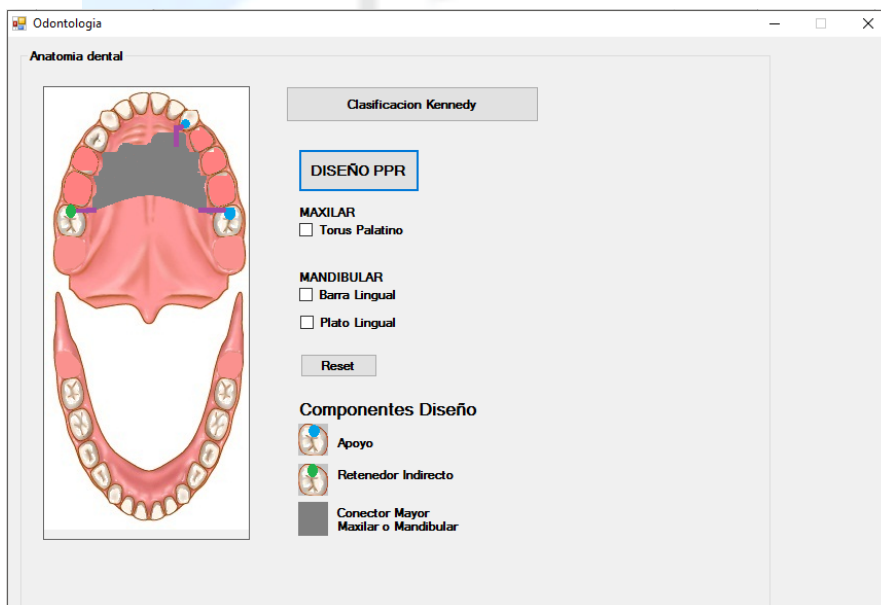 Odontologia
Anatomia dental
Clasificacion Kennedy
DISEÑO PPR
MAXILAR
Torus Palatino
MANDIBULAR
Barra Lingual
Plato Lingual
Reset
Componentes Diseño
Apoyo
Retenedor Indirecto
Conector Mayor
Maxilar o Mandibular